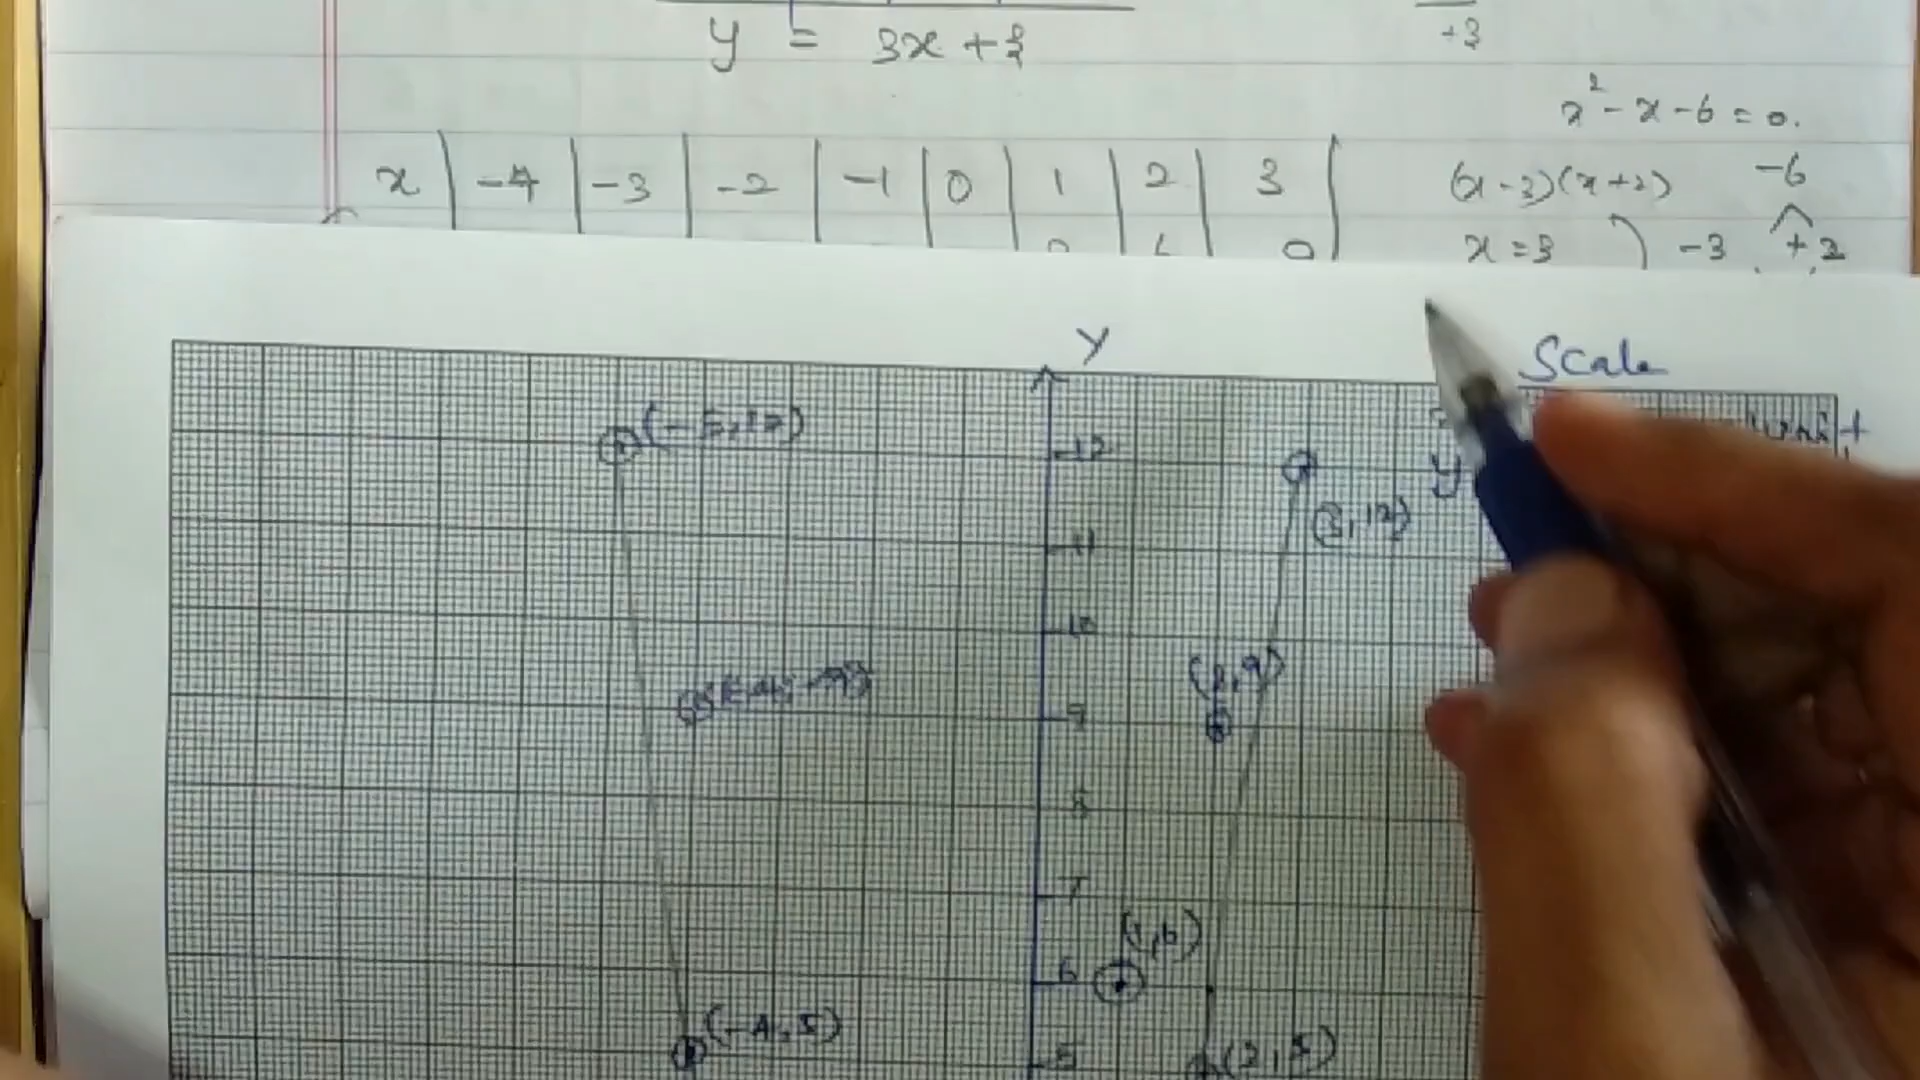 y = 3x + 3
+3
x² - x - 6 = 0.
x | -4 | -3 | -2 | -1 | 0 | 1 | 2 | 3 |
(x - 3)(x + 2) -6
x = 3 -3 +2
Y
Scale
(-5, 12)
12
unit
y
(3, 12)
11
10
(2, 9)
9
8
7
(1, 6)
6
(-4, 5)
5
(2, 5)